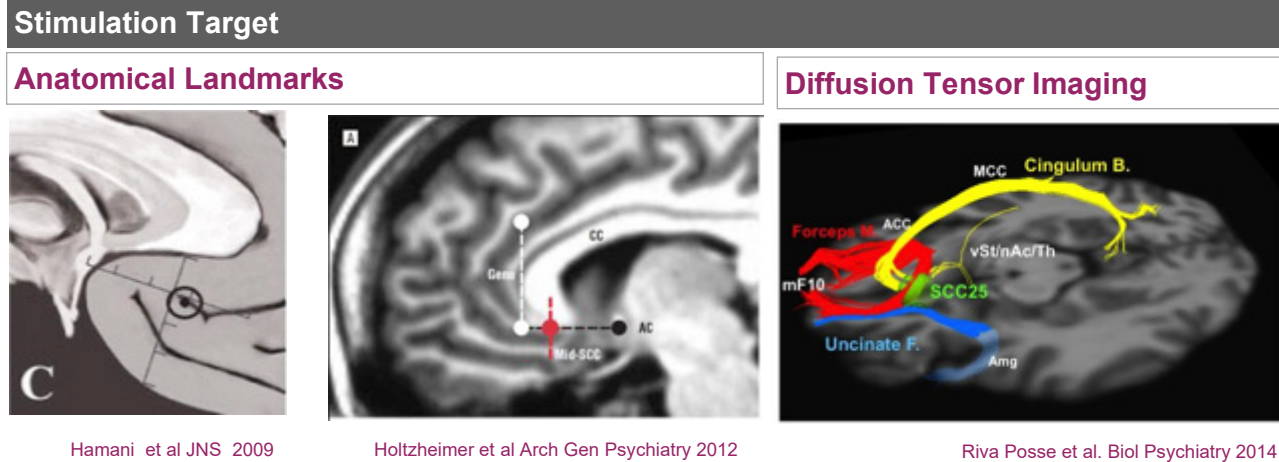 Stimulation Target
Anatomical Landmarks
Diffusion Tensor Imaging
C
A
CC
Genu
AC
Mid-SCC
MCC
Cingulum B.
ACC
Forceps M.
vSt/nAc/Th
mF10
SCC25
Uncinate F.
Amg
Hamani et al JNS 2009
Holtzheimer et al Arch Gen Psychiatry 2012
Riva Posse et al. Biol Psychiatry 2014